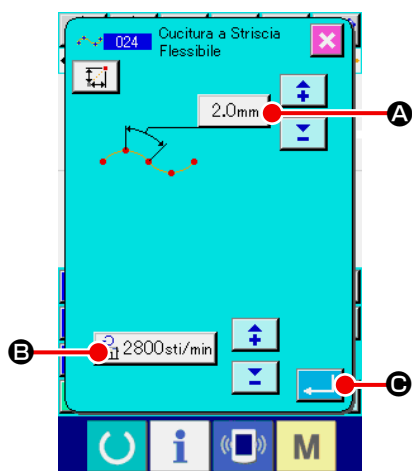 024 Cucitura a Striscia
Flessibile
2.0mm
A
B
2800sti/min
C
i
M